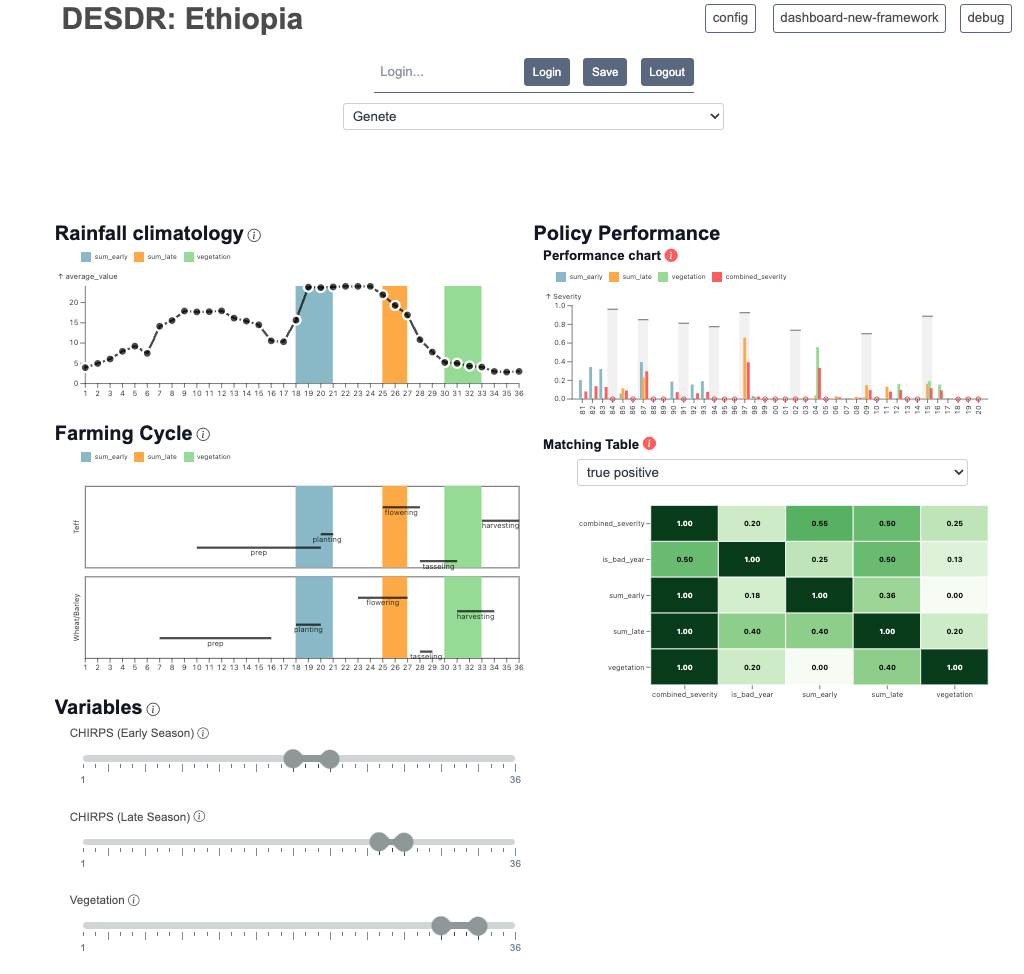 DESDR: Ethiopia
config dashboard-new-framework debug
Login... Login Save Logout
Genete
Rainfall climatology i
sum_early sum_late vegetation
↑ average_value
20
15
10
5
0
1 2 3 4 5 6 7 8 9 10 11 12 13 14 15 16 17 18 19 20 21 22 23 24 25 26 27 28 29 30 31 32 33 34 35 36
Farming Cycle i
sum_early sum_late vegetation
Teff
flowering
harvesting
planting
prep
tasseling
Wheat/Barley
flowering
harvesting
planting
prep
tasseling
1 2 3 4 5 6 7 8 9 10 11 12 13 14 15 16 17 18 19 20 21 22 23 24 25 26 27 28 29 30 31 32 33 34 35 36
Variables i
CHIRPS (Early Season) i
1 36
CHIRPS (Late Season) i
1 36
Vegetation i
1 36
Policy Performance
Performance chart i
sum_early sum_late vegetation combined_severity
↑ Severity
1.0
0.8
0.6
0.4
0.2
0.0
81 82 83 84 85 86 87 88 89 90 91 92 93 94 95 96 97 98 99 00 01 02 03 04 05 06 07 08 09 10 11 12 13 14 15 16 17 18 19 20
Matching Table i
true positive
combined_severity 1.00 0.20 0.55 0.50 0.25
is_bad_year 0.50 1.00 0.25 0.50 0.13
sum_early 1.00 0.18 1.00 0.36 0.00
sum_late 1.00 0.40 0.40 1.00 0.20
vegetation 1.00 0.20 0.00 0.40 1.00
combined_severity is_bad_year sum_early sum_late vegetation